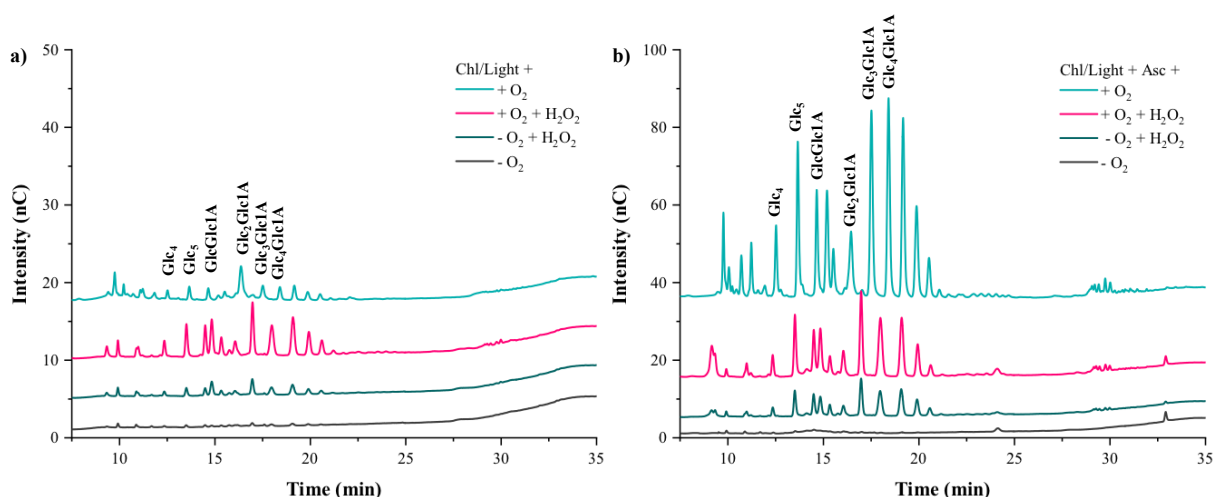 a)
50
40
30
20
10
0
Intensity (nC)
10
15
20
25
30
35
Time (min)
Chl/Light +
+ O₂
+ O₂ + H₂O₂
- O₂ + H₂O₂
- O₂
Glc₄
Glc₅
GlcGlc1A
Glc₂Glc1A
Glc₃Glc1A
Glc₄Glc1A
b)
100
80
60
40
20
0
Intensity (nC)
10
15
20
25
30
35
Time (min)
Chl/Light + Asc +
+ O₂
+ O₂ + H₂O₂
- O₂ + H₂O₂
- O₂
Glc₄
Glc₅
GlcGlc1A
Glc₂Glc1A
Glc₃Glc1A
Glc₄Glc1A